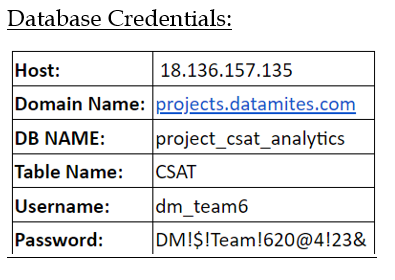 Database Credentials:
Host: 18.136.157.135
Domain Name: projects.datamites.com
DB NAME: project_csat_analytics
Table Name: CSAT
Username: dm_team6
Password: DM!$!Team!620@4!23&